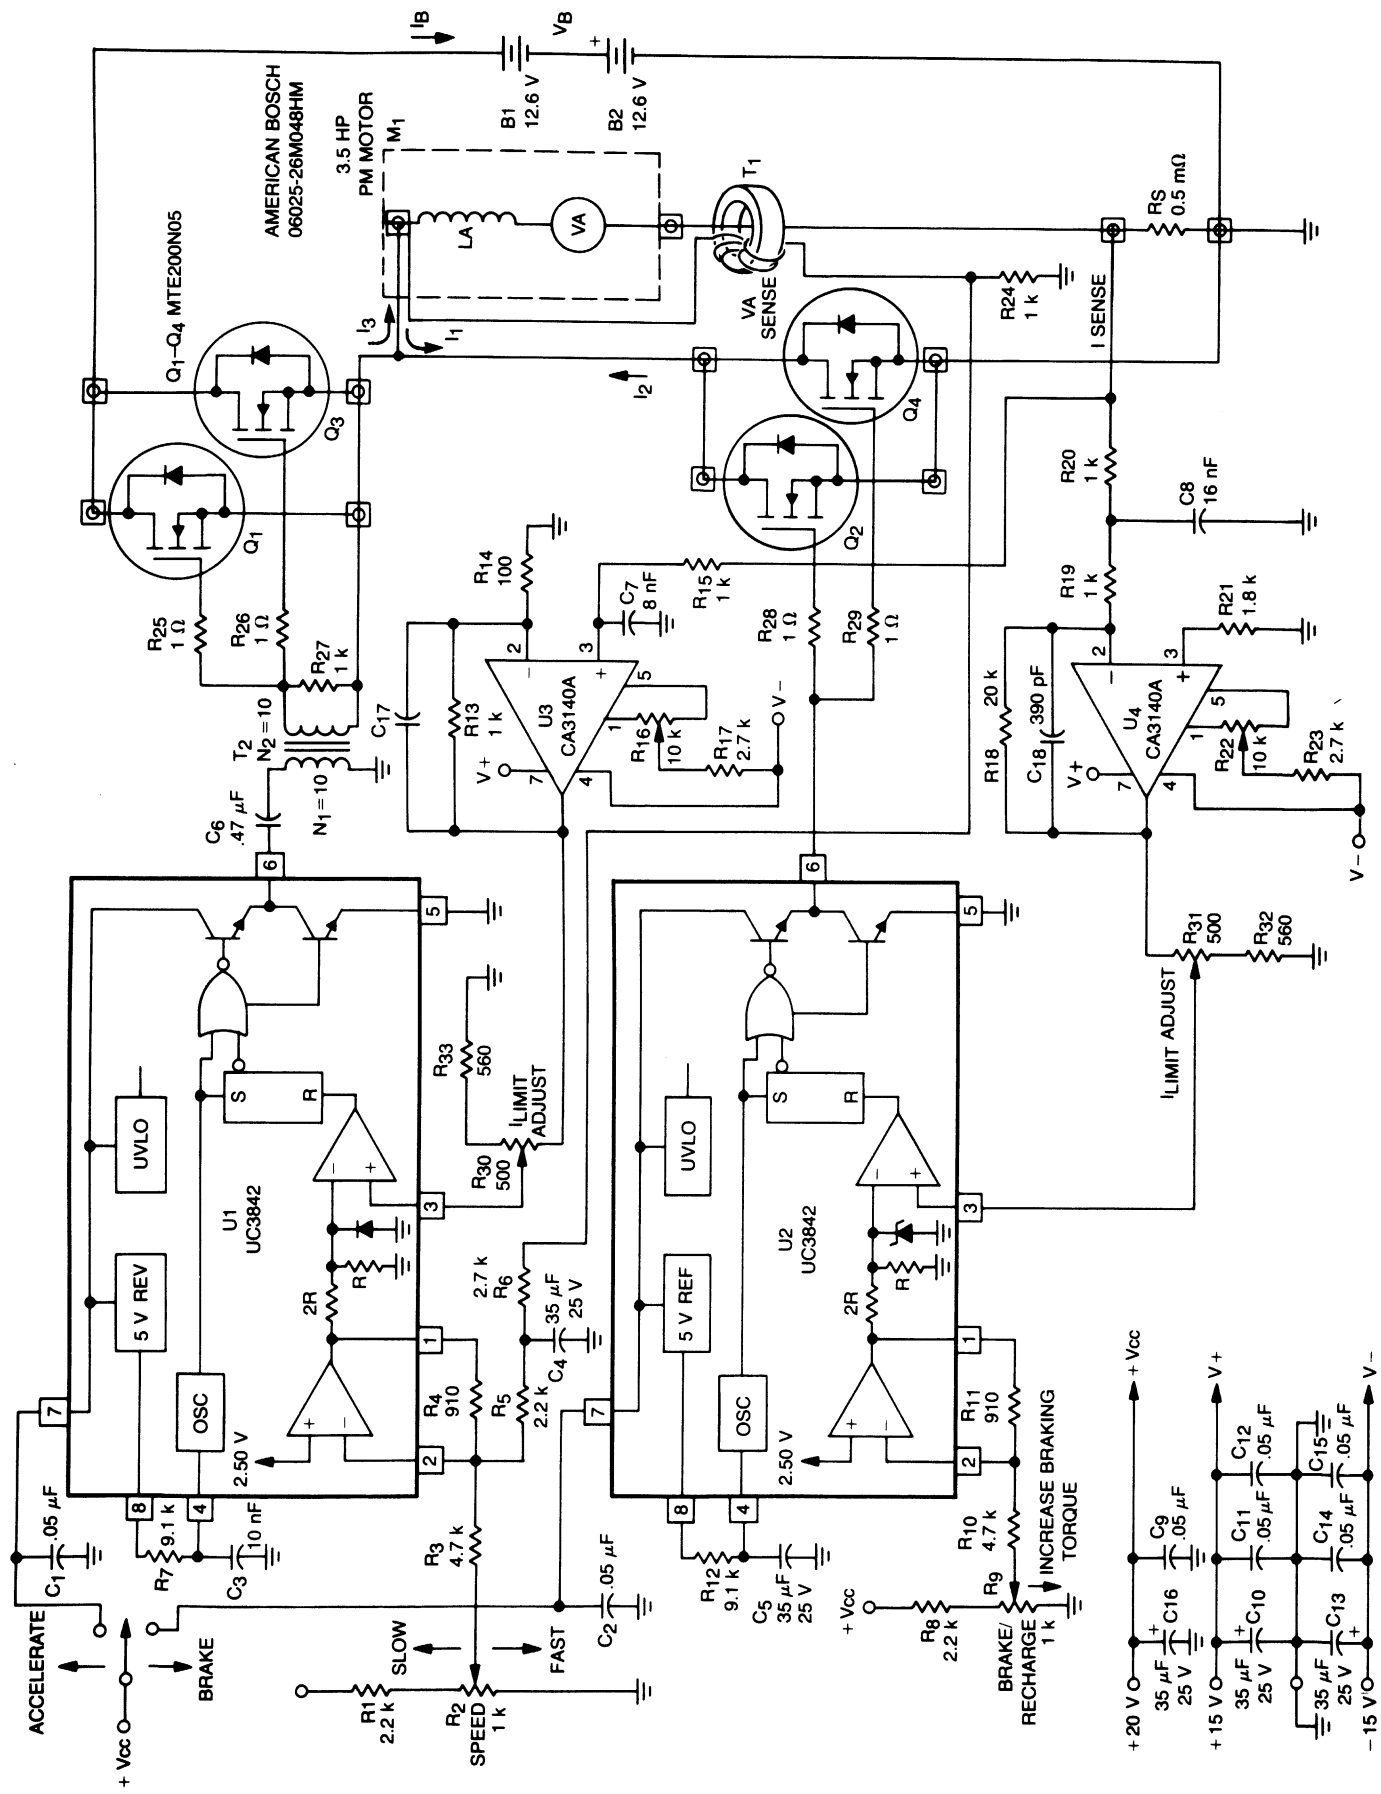 AMERICAN BOSCH
06025-26M048HM
3.5 HP
PM MOTOR
M1
IB
VB
+
B1
12.6 V
B2
12.6 V
Q1–Q4 MTE200N05
Q3
Q1
I3
I1
I2
LA
VA
T1
VA
SENSE
R24
1 k
I SENSE
RS
0.5 mΩ
Q4
Q2
R25
1 Ω
R26
1 Ω
R27
1 k
T2
N2 = 10
N1 = 10
C6
.47 µF
C17
R13
1 k
R14
100
V+
U3
CA3140A
2
3
7
4
1
5
−
+
C7
8 nF
R15
1 k
R16
10 k
R17
2.7 k
V−
R28
1 Ω
R29
1 Ω
R20
1 k
C8
16 nF
R19
1 k
R21
1.8 k
R18
20 k
C18
390 pF
V+
U4
CA3140A
2
3
7
4
1
5
−
+
R22
10 k
R23
2.7 k
V−
ILIMIT ADJUST
R31
500
R32
560
6
5
UVLO
5 V REV
U1
UC3842
OSC
S
R
−
+
2R
R
+
−
2.50 V
7
8
4
3
1
2
R33
560
R30
500
ILIMIT
ADJUST
6
5
UVLO
5 V REF
U2
UC3842
OSC
S
R
−
+
2R
R
+
−
2.50 V
7
8
4
3
1
2
2.7 k
R6
35 µF
25 V
C4
R5
2.2 k
R4
910
R3
4.7 k
C1
.05 µF
R7
9.1 k
C3
10 nF
ACCELERATE
BRAKE
+ VCC
C2
.05 µF
SLOW
FAST
R1
2.2 k
R2
SPEED
1 k
R12
9.1 k
C5
35 µF
25 V
R11
910
R10
4.7 k
INCREASE BRAKING
TORQUE
+VCC
R8
2.2 k
R9
BRAKE/
RECHARGE
1 k
+20 V
+VCC
+
C16
35 µF
25 V
C9
.05 µF
+15 V
V+
+
C10
35 µF
25 V
C11
.05 µF
C12
.05 µF
C13
+
35 µF
25 V
C14
.05 µF
C15
.05 µF
−15 V
V−